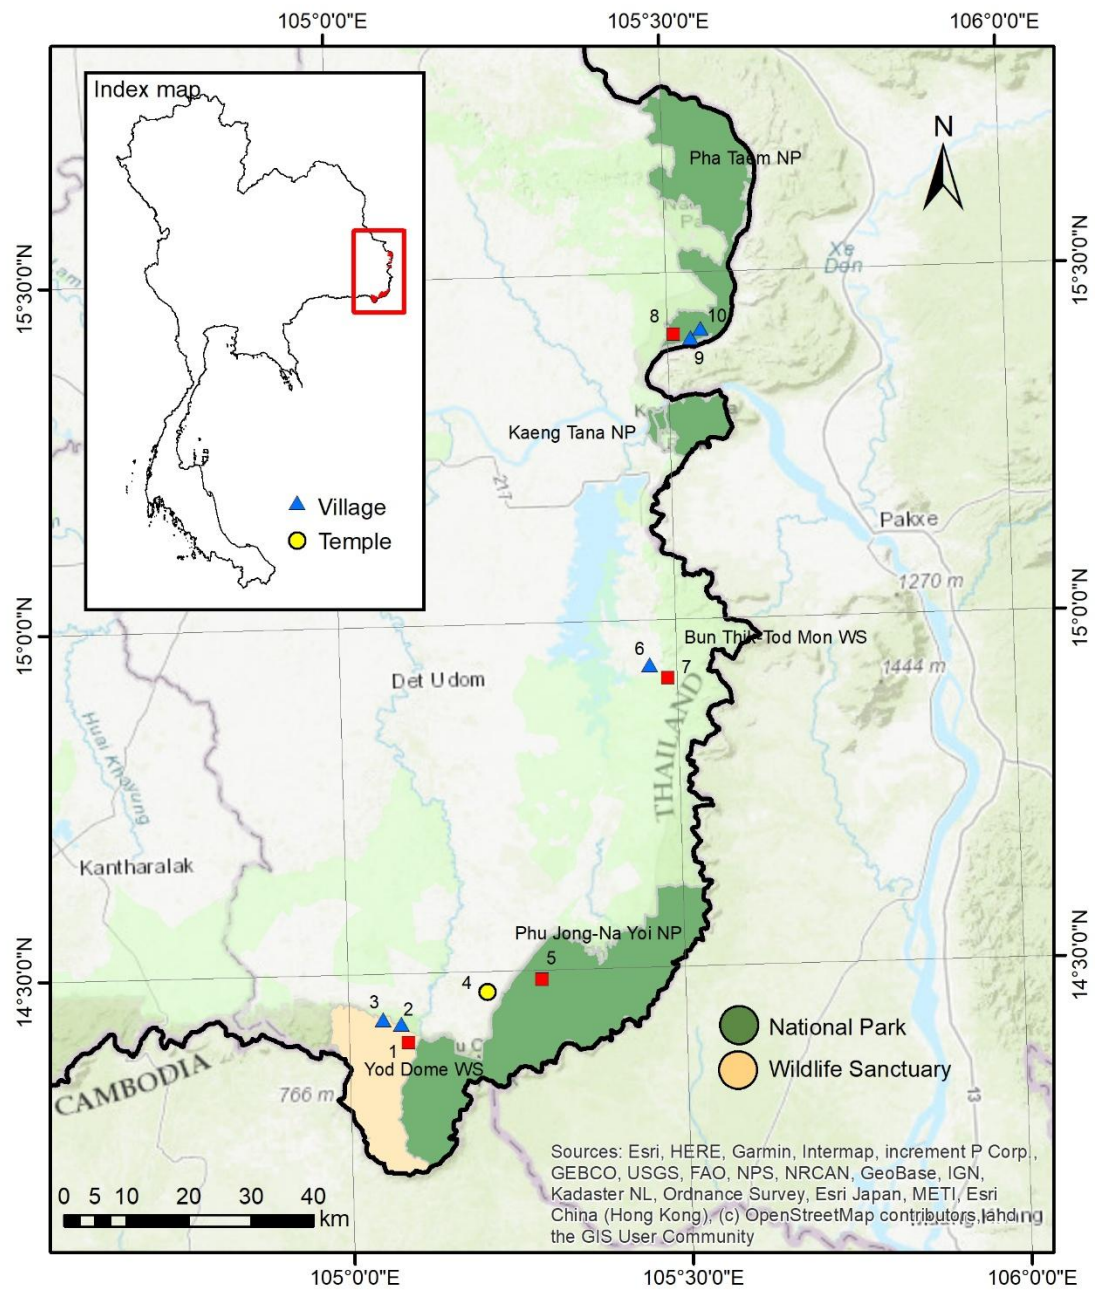 105°0'0"E
105°30'0"E
106°0'0"E
Index map
N
Pha Taem NP
Xe
Don
15°30'0"N
15°30'0"N
8
10
9
Kaeng Tana NP
217
Village
Temple
Pakxe
1270 m
15°0'0"N
15°0'0"N
6
Bun Thik-Tod Mon WS
7
1444 m
Det Udom
THAILAND
Huai Khayung
Kantharalak
Phu Jong-Na Yoi NP
5
14°30'0"N
14°30'0"N
4
3
2
1
Yod Dome WS
National Park
Wildlife Sanctuary
CAMBODIA
766 m
13
Sources: Esri, HERE, Garmin, Intermap, increment P Corp.,
GEBCO, USGS, FAO, NPS, NRCAN, GeoBase, IGN,
Kadaster NL, Ordnance Survey, Esri Japan, METI, Esri
China (Hong Kong), (c) OpenStreetMap contributors, and
the GIS User Community
0 5 10 20 30 40
km
105°0'0"E
105°30'0"E
106°0'0"E